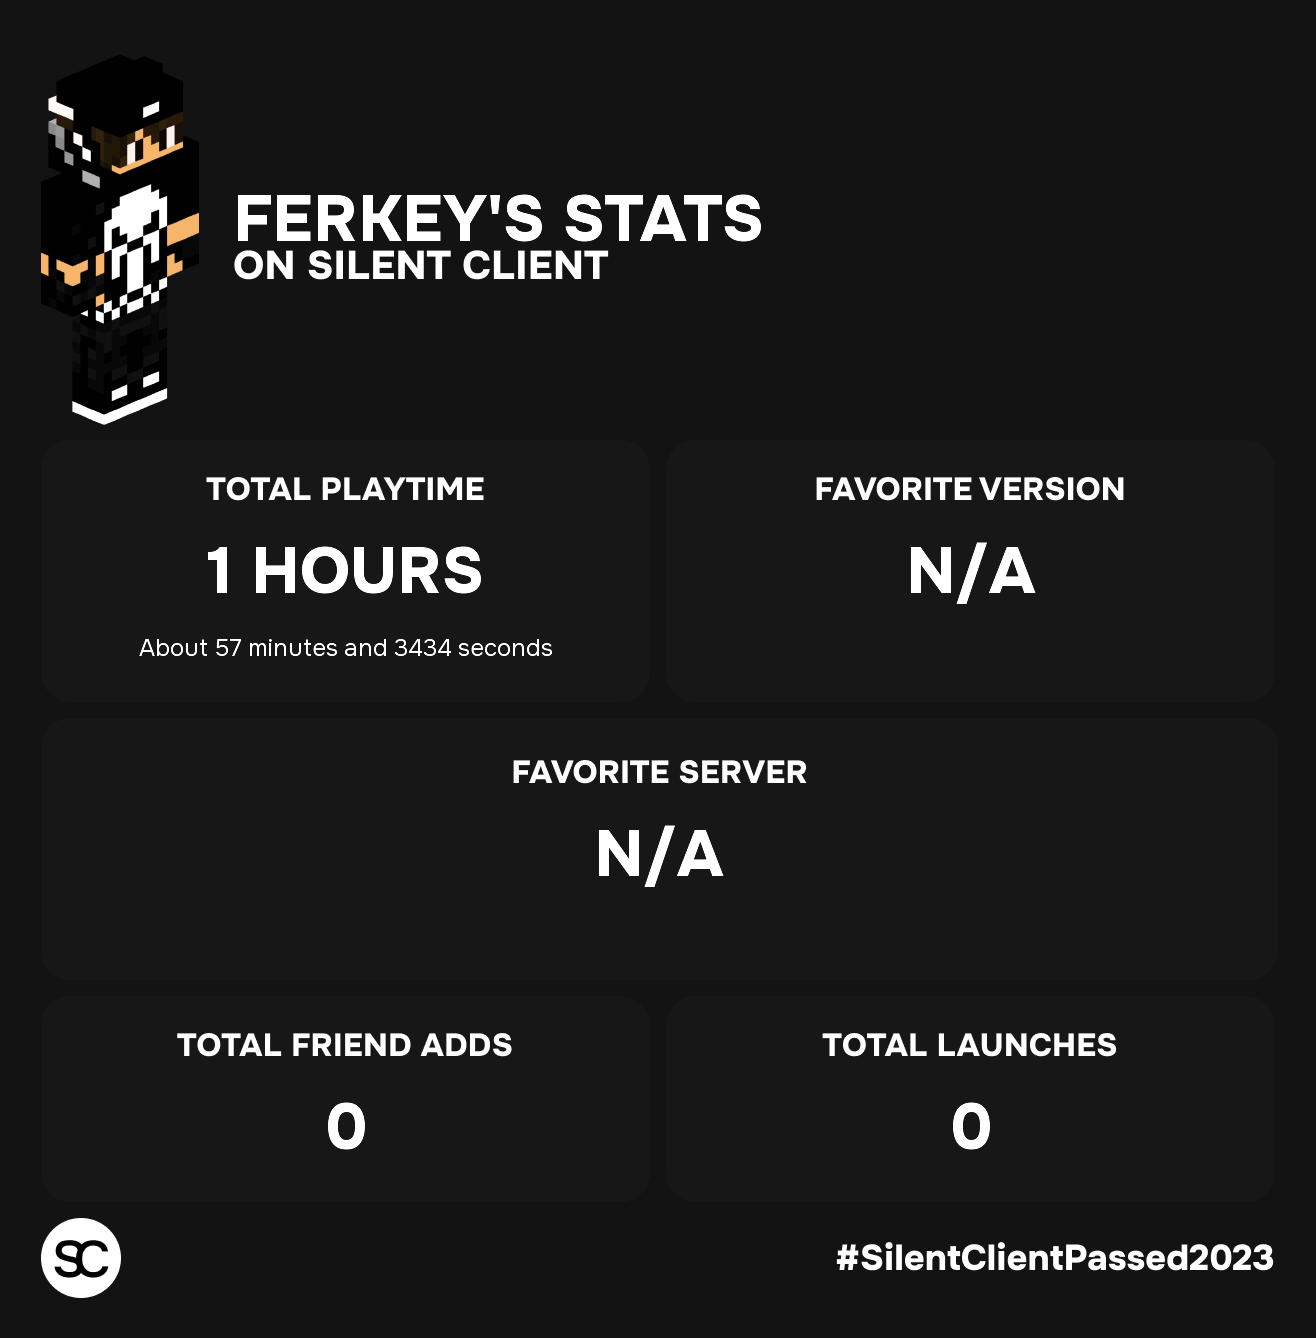 FERKEY'S STATS
ON SILENT CLIENT
TOTAL PLAYTIME
1 HOURS
About 57 minutes and 3434 seconds
FAVORITE VERSION
N/A
FAVORITE SERVER
N/A
TOTAL FRIEND ADDS
0
TOTAL LAUNCHES
0
SC
#SilentClientPassed2023